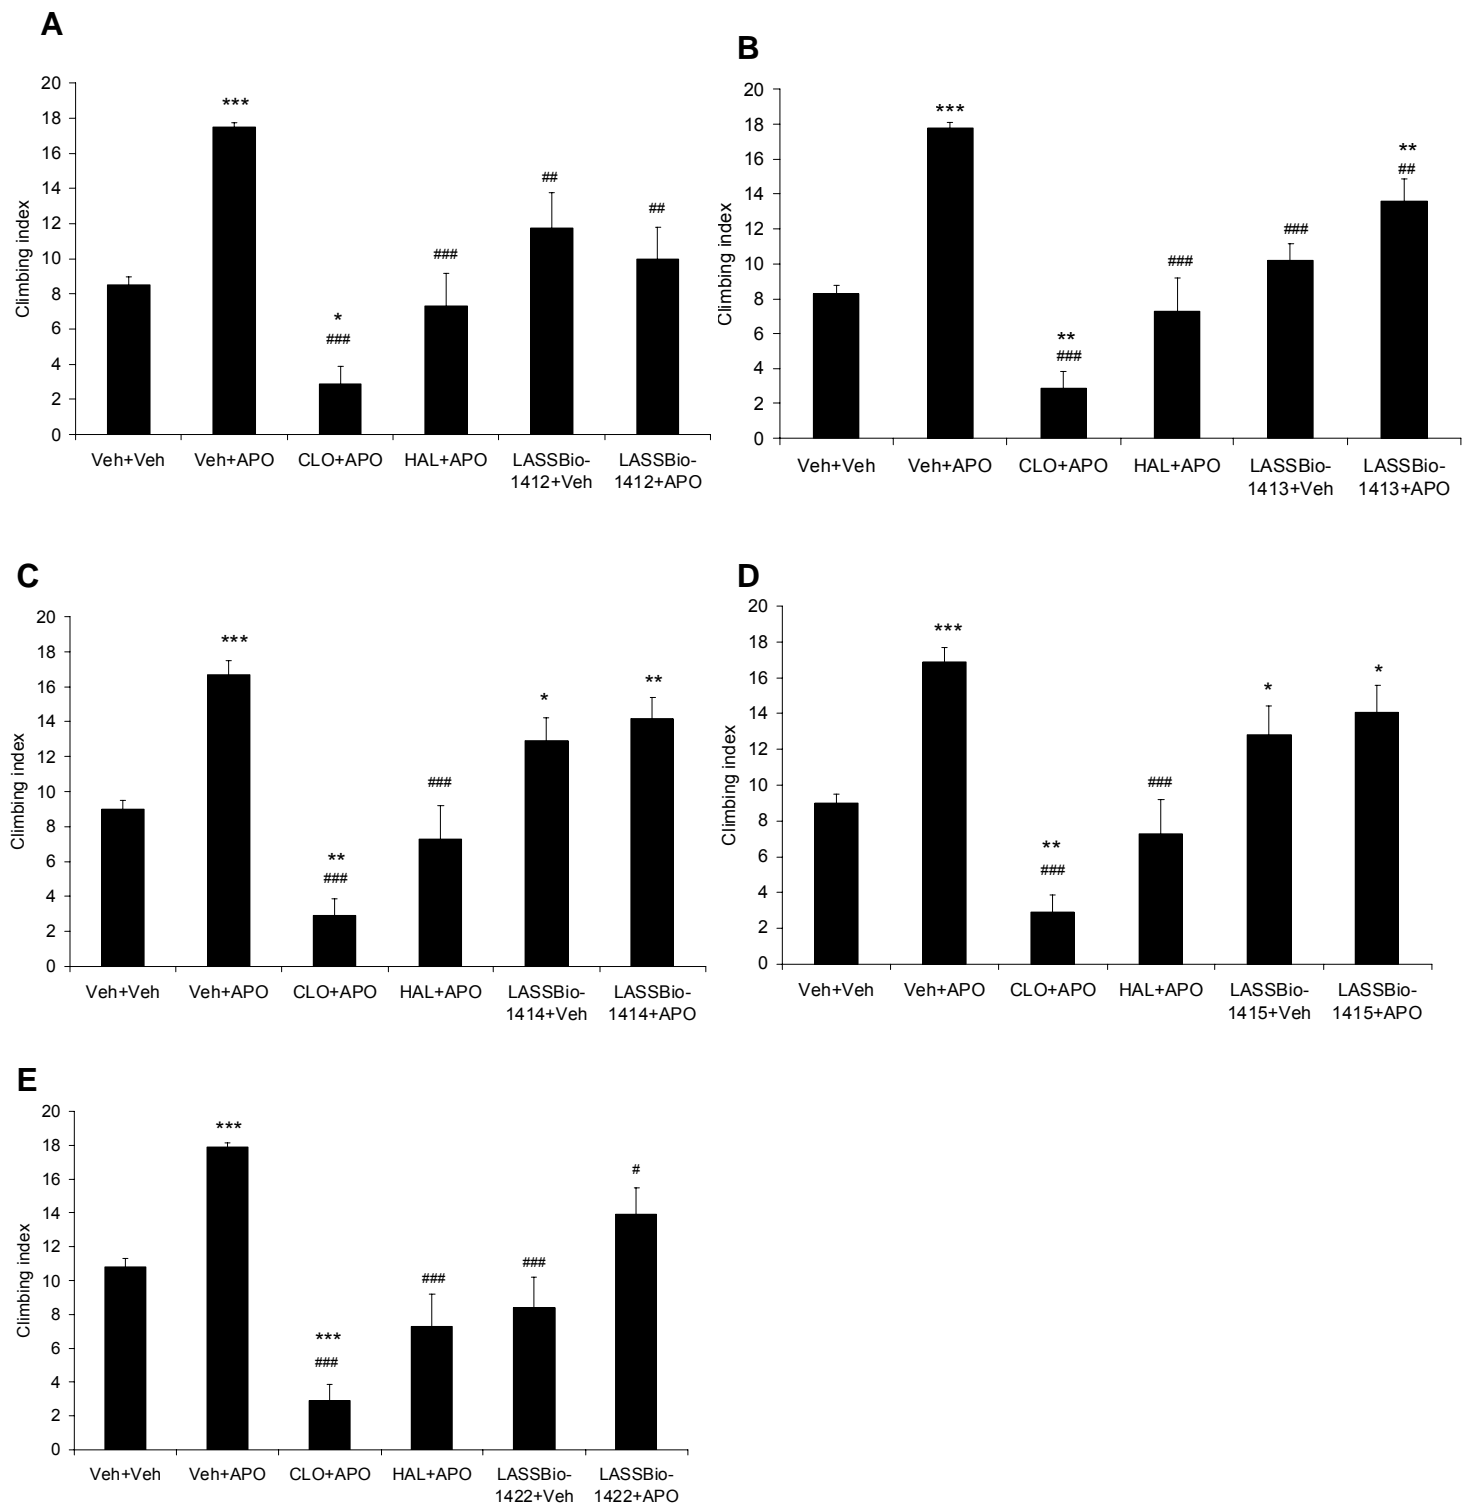 A
Climbing index
20
18
16
14
12
10
8
6
4
2
0
***
*
###
###
##
##
Veh+Veh
Veh+APO
CLO+APO
HAL+APO
LASSBio-
1412+Veh
LASSBio-
1412+APO
B
Climbing index
20
18
16
14
12
10
8
6
4
2
0
***
**
###
###
###
**
##
Veh+Veh
Veh+APO
CLO+APO
HAL+APO
LASSBio-
1413+Veh
LASSBio-
1413+APO
C
Climbing index
20
18
16
14
12
10
8
6
4
2
0
***
**
###
###
*
**
Veh+Veh
Veh+APO
CLO+APO
HAL+APO
LASSBio-
1414+Veh
LASSBio-
1414+APO
D
Climbing index
20
18
16
14
12
10
8
6
4
2
0
***
**
###
###
*
*
Veh+Veh
Veh+APO
CLO+APO
HAL+APO
LASSBio-
1415+Veh
LASSBio-
1415+APO
E
Climbing index
20
18
16
14
12
10
8
6
4
2
0
***
***
###
###
###
#
Veh+Veh
Veh+APO
CLO+APO
HAL+APO
LASSBio-
1422+Veh
LASSBio-
1422+APO